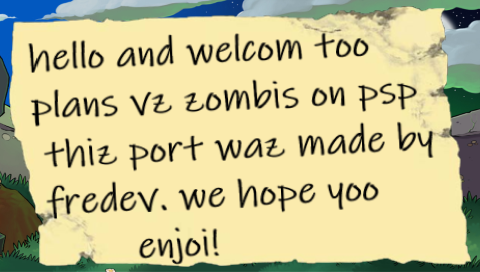 hello and welcom too
plans vz zombis on psp
thiz port waz made by
fredev. we hope yoo
enjoi!